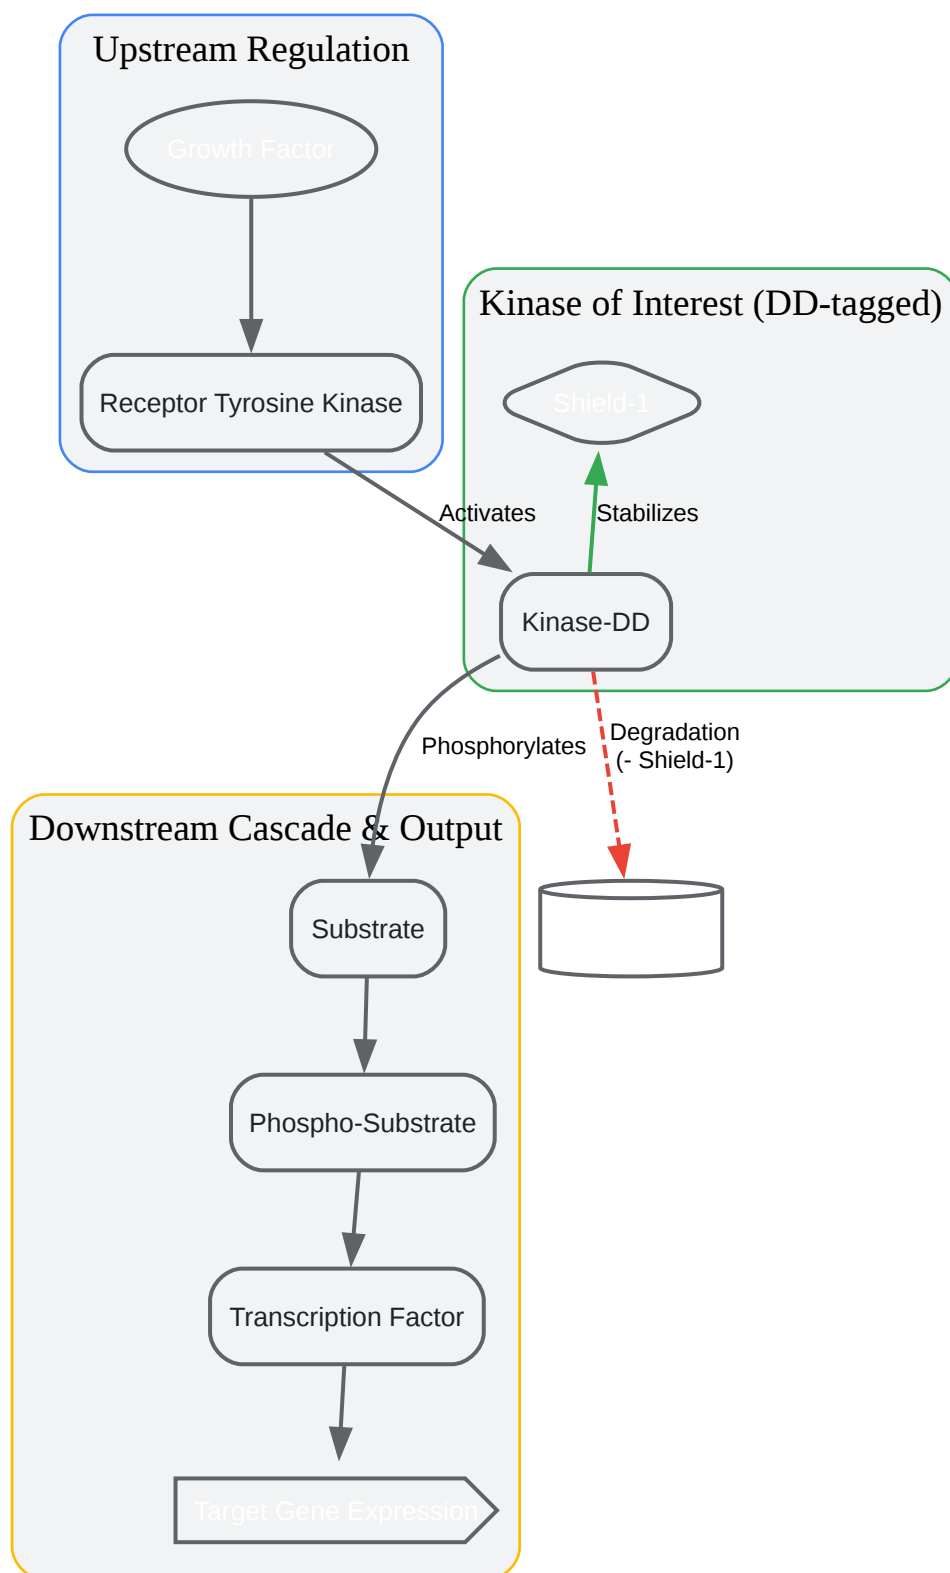 Upstream Regulation
Growth Factor
Receptor Tyrosine Kinase
Kinase of Interest (DD-tagged)
Shield-1
Activates
Stabilizes
Kinase-DD
Phosphorylates
Degradation
(- Shield-1)
Downstream Cascade & Output
Substrate
Phospho-Substrate
Transcription Factor
Target Gene Expression